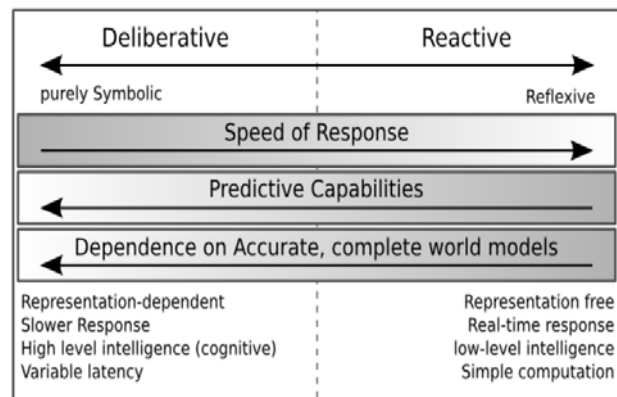 Deliberative
Reactive
purely Symbolic
Reflexive
Speed of Response
Predictive Capabilities
Dependence on Accurate, complete world models
Representation-dependent
Slower Response
High level intelligence (cognitive)
Variable latency
Representation free
Real-time response
low-level intelligence
Simple computation